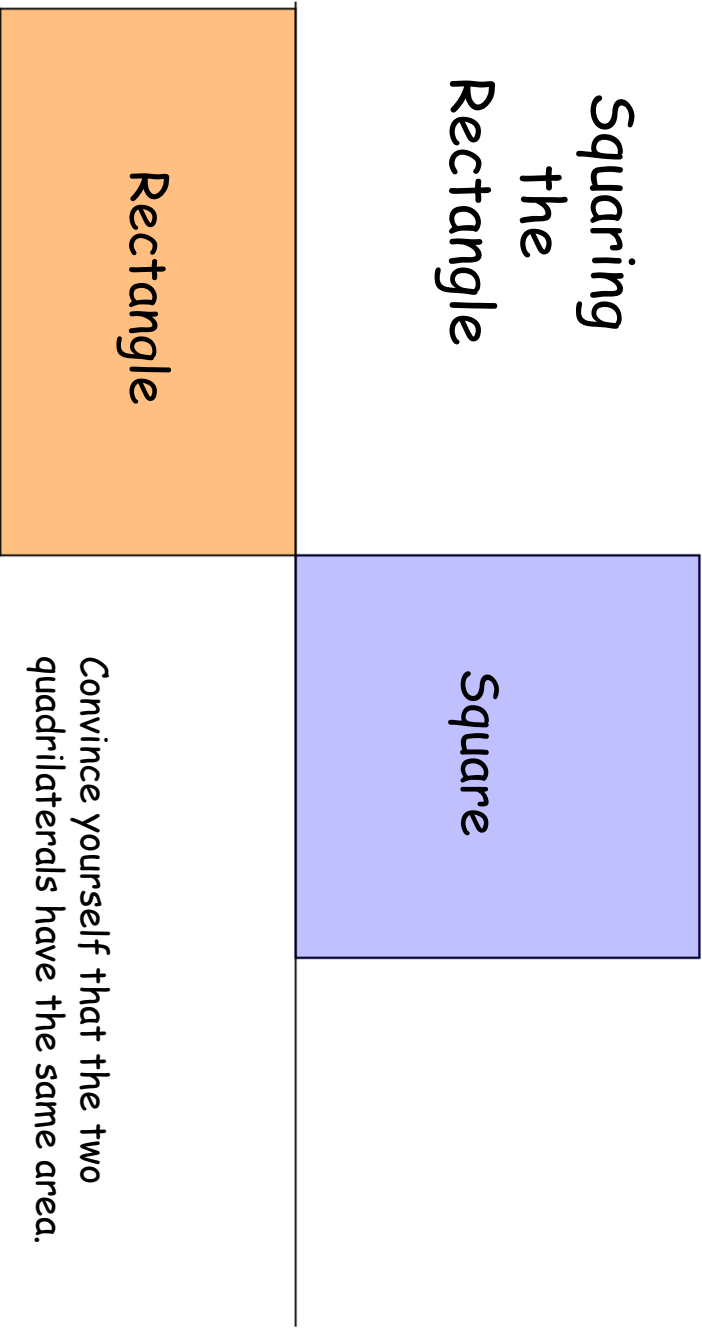 Squaring
the
Rectangle
Square
Rectangle
Convince yourself that the two
quadrilaterals have the same area.